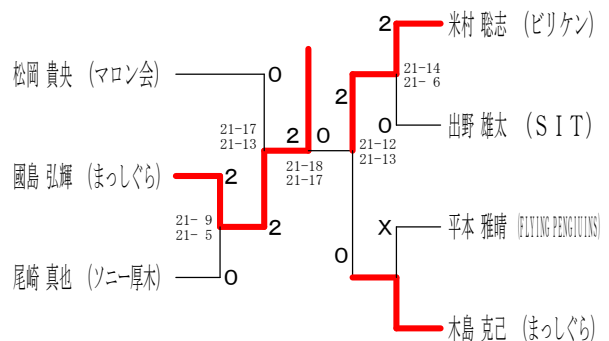 2
米村 聡志 (ビリケン)
松岡 貴央 (マロン会)
0
21-14
21- 6
2
0
出野 雄太 (ＳＩＴ)
21-17
21-13
2
0
21-12
21-13
21-18
21-17
國島 弘輝 (まっしぐら)
2
21- 9
21- 5
2
X
平本 雅晴 (FLYING PENGIUINS)
0
尾崎 真也 (ソニー厚木)
0
木島 克己 (まっしぐら)